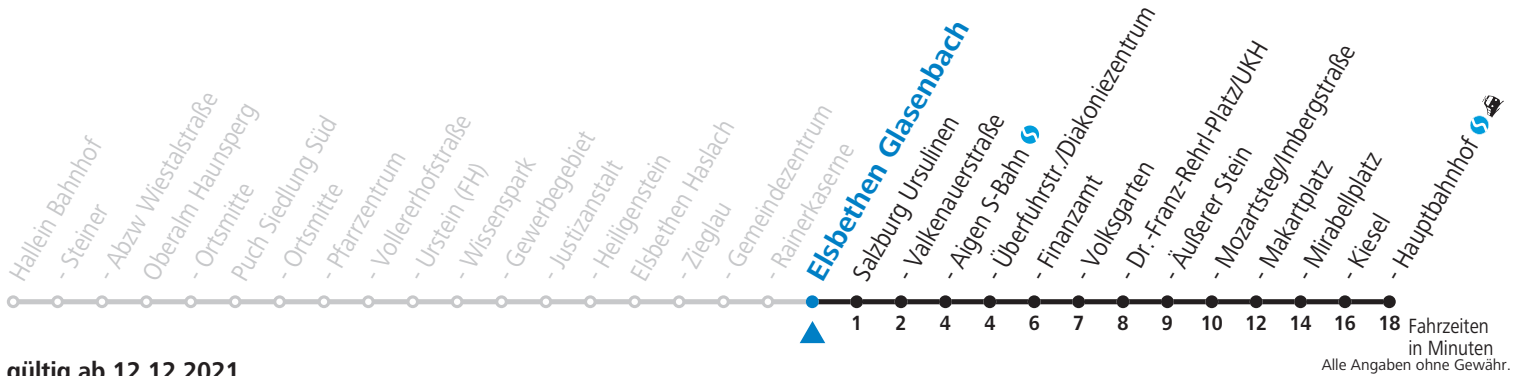 Hallein Bahnhof
- Steiner
- Abzw Wiestalstraße
Oberalm Haunsperg
- Ortsmitte
Puch Siedlung Süd
- Ortsmitte
- Pfarrzentrum
- Vollererhofstraße
- Urstein (FH)
- Wissenspark
- Gewerbegebiet
- Justizanstalt
- Heiligenstein
Elsbethen Haslach
- Zieglau
- Gemeindezentrum
- Rainerkaserne
Elsbethen Glasenbach
Salzburg Ursulinen
- Valkenauerstraße
- Aigen S-Bahn
- Überfuhrstr./Diakoniezentrum
- Finanzamt
- Volksgarten
- Dr.-Franz-Rehrl-Platz/UKH
- Äußerer Stein
- Mozartsteg/Imbergstraße
- Makartplatz
- Mirabellplatz
- Kiesel
- Hauptbahnhof
1 2 4 4 6 7 8 9 10 12 14 16 18 Fahrzeiten
in Minuten
Alle Angaben ohne Gewähr.
gültig ab 12.12.2021